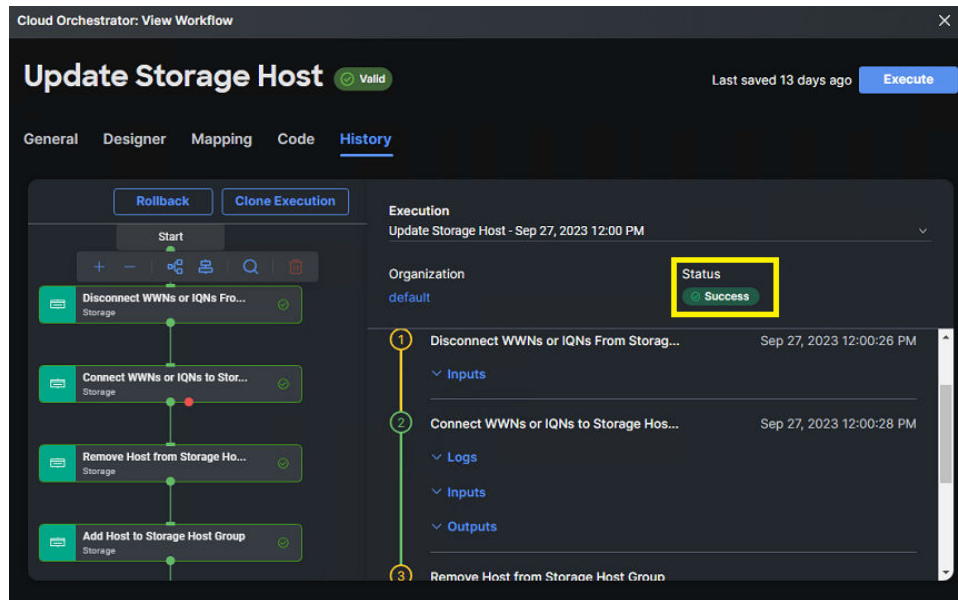 Cloud Orchestrator: View Workflow
Update Storage Host
Valid
Last saved 13 days ago
Execute
General
Designer
Mapping
Code
History
Rollback
Clone Execution
Start
Disconnect WWNs or IQNs Fro...
Storage
Connect WWNs or IQNs to Stor...
Storage
Remove Host from Storage Ho...
Storage
Add Host to Storage Host Group
Storage
Execution
Update Storage Host - Sep 27, 2023 12:00 PM
Organization
default
Status
Success
1
Disconnect WWNs or IQNs From Storag...
Sep 27, 2023 12:00:26 PM
Inputs
2
Connect WWNs or IQNs to Storage Hos...
Sep 27, 2023 12:00:28 PM
Logs
Inputs
Outputs
3
Remove Host from Storage Host Group